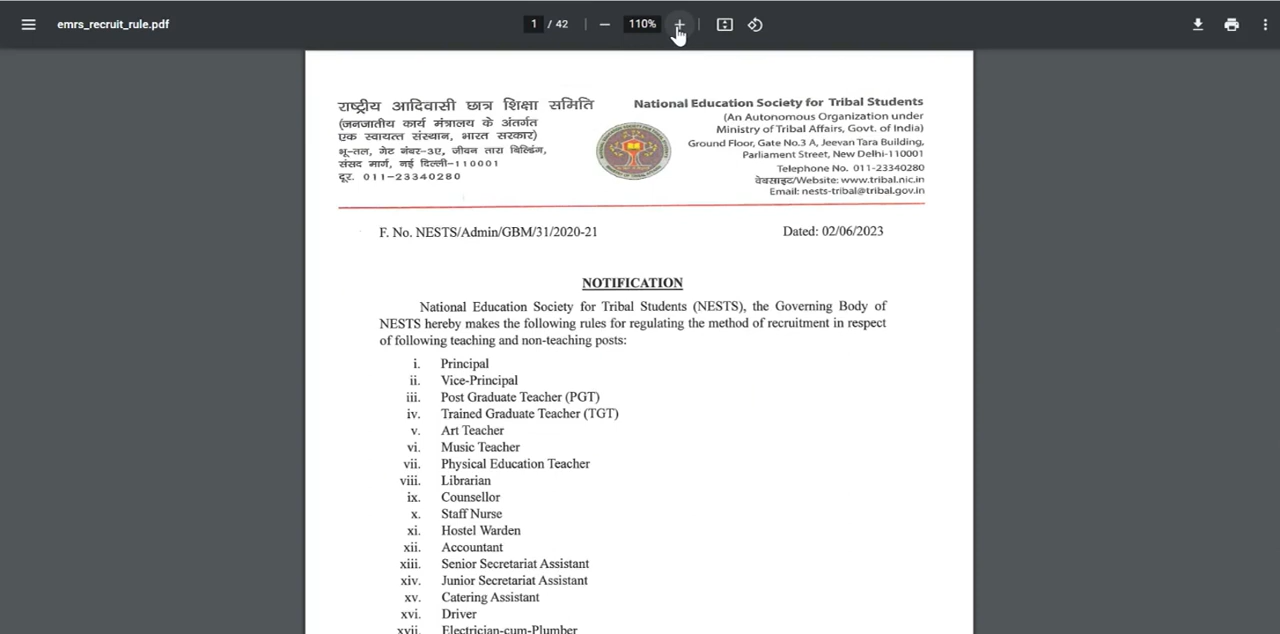 emrs_recruit_rule.pdf
1 / 42
110%
राष्ट्रीय आदिवासी छात्र शिक्षा समिति
(जनजातीय कार्य मंत्रालय के अंतर्गत
एक स्वायत्त संस्थान, भारत सरकार)
भू-तल, गेट नंबर-3ए, जीवन तारा बिल्डिंग,
संसद मार्ग, नई दिल्ली-110001
दूर. 011-23340280
National Education Society for Tribal Students
(An Autonomous Organization under
Ministry of Tribal Affairs, Govt. of India)
Ground Floor, Gate No.3 A, Jeevan Tara Building,
Parliament Street, New Delhi-110001
Telephone No. 011-23340280
वेबसाइट/Website: www.tribal.nic.in
Email: nests-tribal@tribal.gov.in
F. No. NESTS/Admin/GBM/31/2020-21
Dated: 02/06/2023
NOTIFICATION
National Education Society for Tribal Students (NESTS), the Governing Body of
NESTS hereby makes the following rules for regulating the method of recruitment in respect
of following teaching and non-teaching posts:
i. Principal
ii. Vice-Principal
iii. Post Graduate Teacher (PGT)
iv. Trained Graduate Teacher (TGT)
v. Art Teacher
vi. Music Teacher
vii. Physical Education Teacher
viii. Librarian
ix. Counsellor
x. Staff Nurse
xi. Hostel Warden
xii. Accountant
xiii. Senior Secretariat Assistant
xiv. Junior Secretariat Assistant
xv. Catering Assistant
xvi. Driver
xvii. Electrician-cum-Plumber